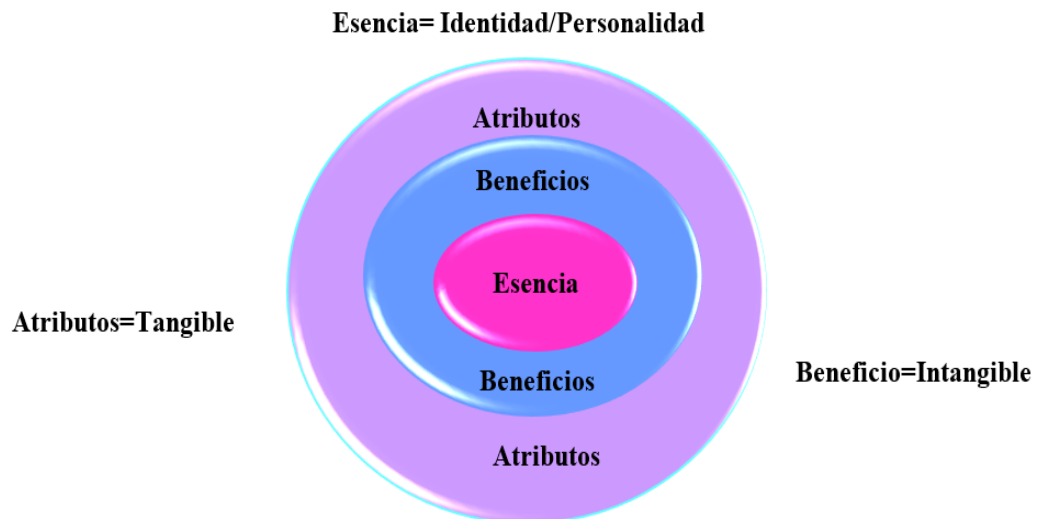 Esencia= Identidad/Personalidad
Atributos
Beneficios
Esencia
Atributos=Tangible
Beneficio=Intangible
Beneficios
Atributos